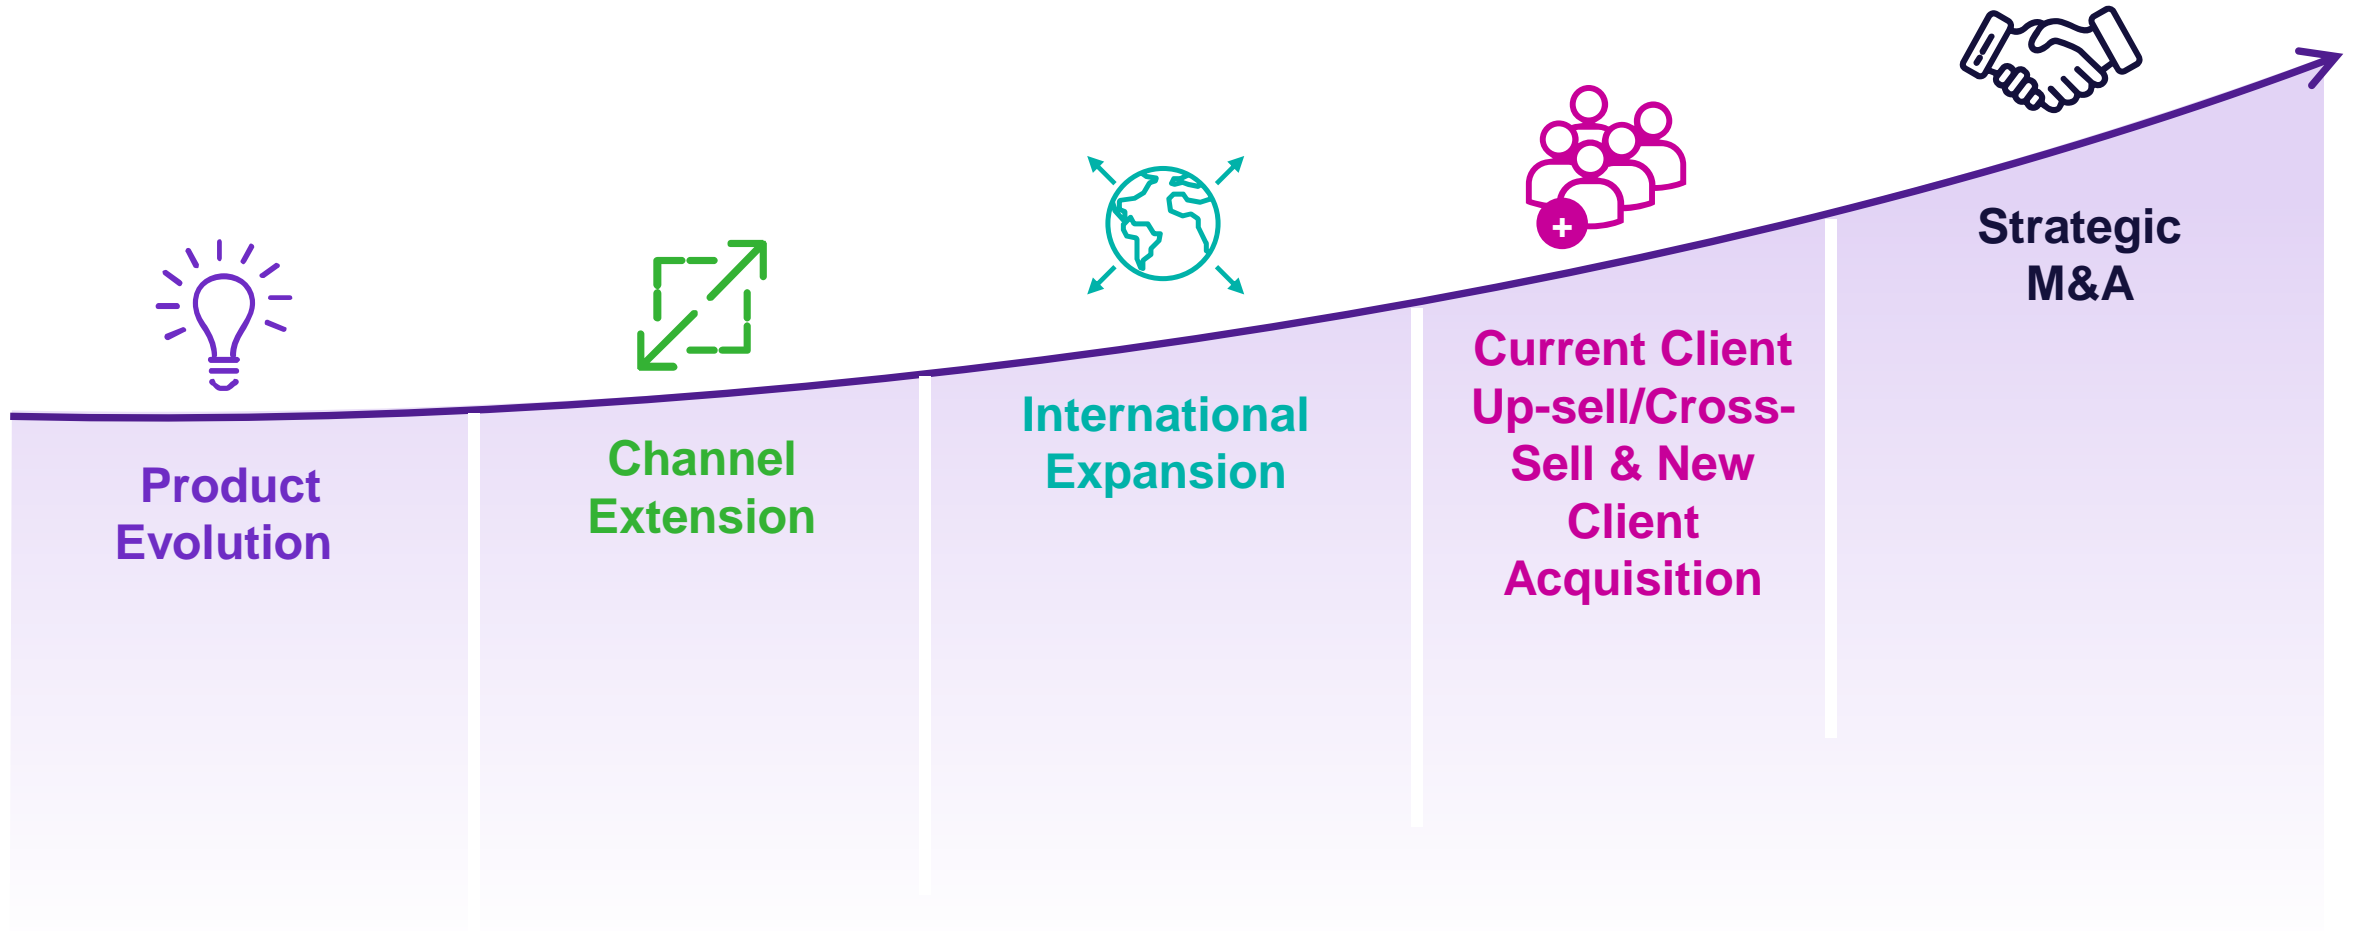 Product
Evolution
Channel
Extension
International
Expansion
Current Client
Up-sell/Cross-
Sell & New
Client
Acquisition
Strategic
M&A